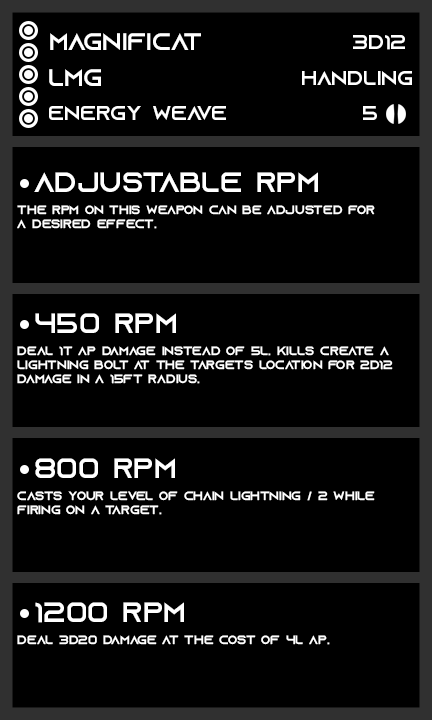 MAGNIFICAT 3D12
LMG HANDLING
ENERGY WEAVE 5
•ADJUSTABLE RPM
THE RPM ON THIS WEAPON CAN BE ADJUSTED FOR
A DESIRED EFFECT.
•450 RPM
DEAL 1T AP DAMAGE INSTEAD OF 5L. KILLS CREATE A
LIGHTNING BOLT AT THE TARGETS LOCATION FOR 2D12
DAMAGE IN A 15FT RADIUS.
•800 RPM
CASTS YOUR LEVEL OF CHAIN LIGHTNING / 2 WHILE
FIRING ON A TARGET.
•1200 RPM
DEAL 3D20 DAMAGE AT THE COST OF 4L AP.